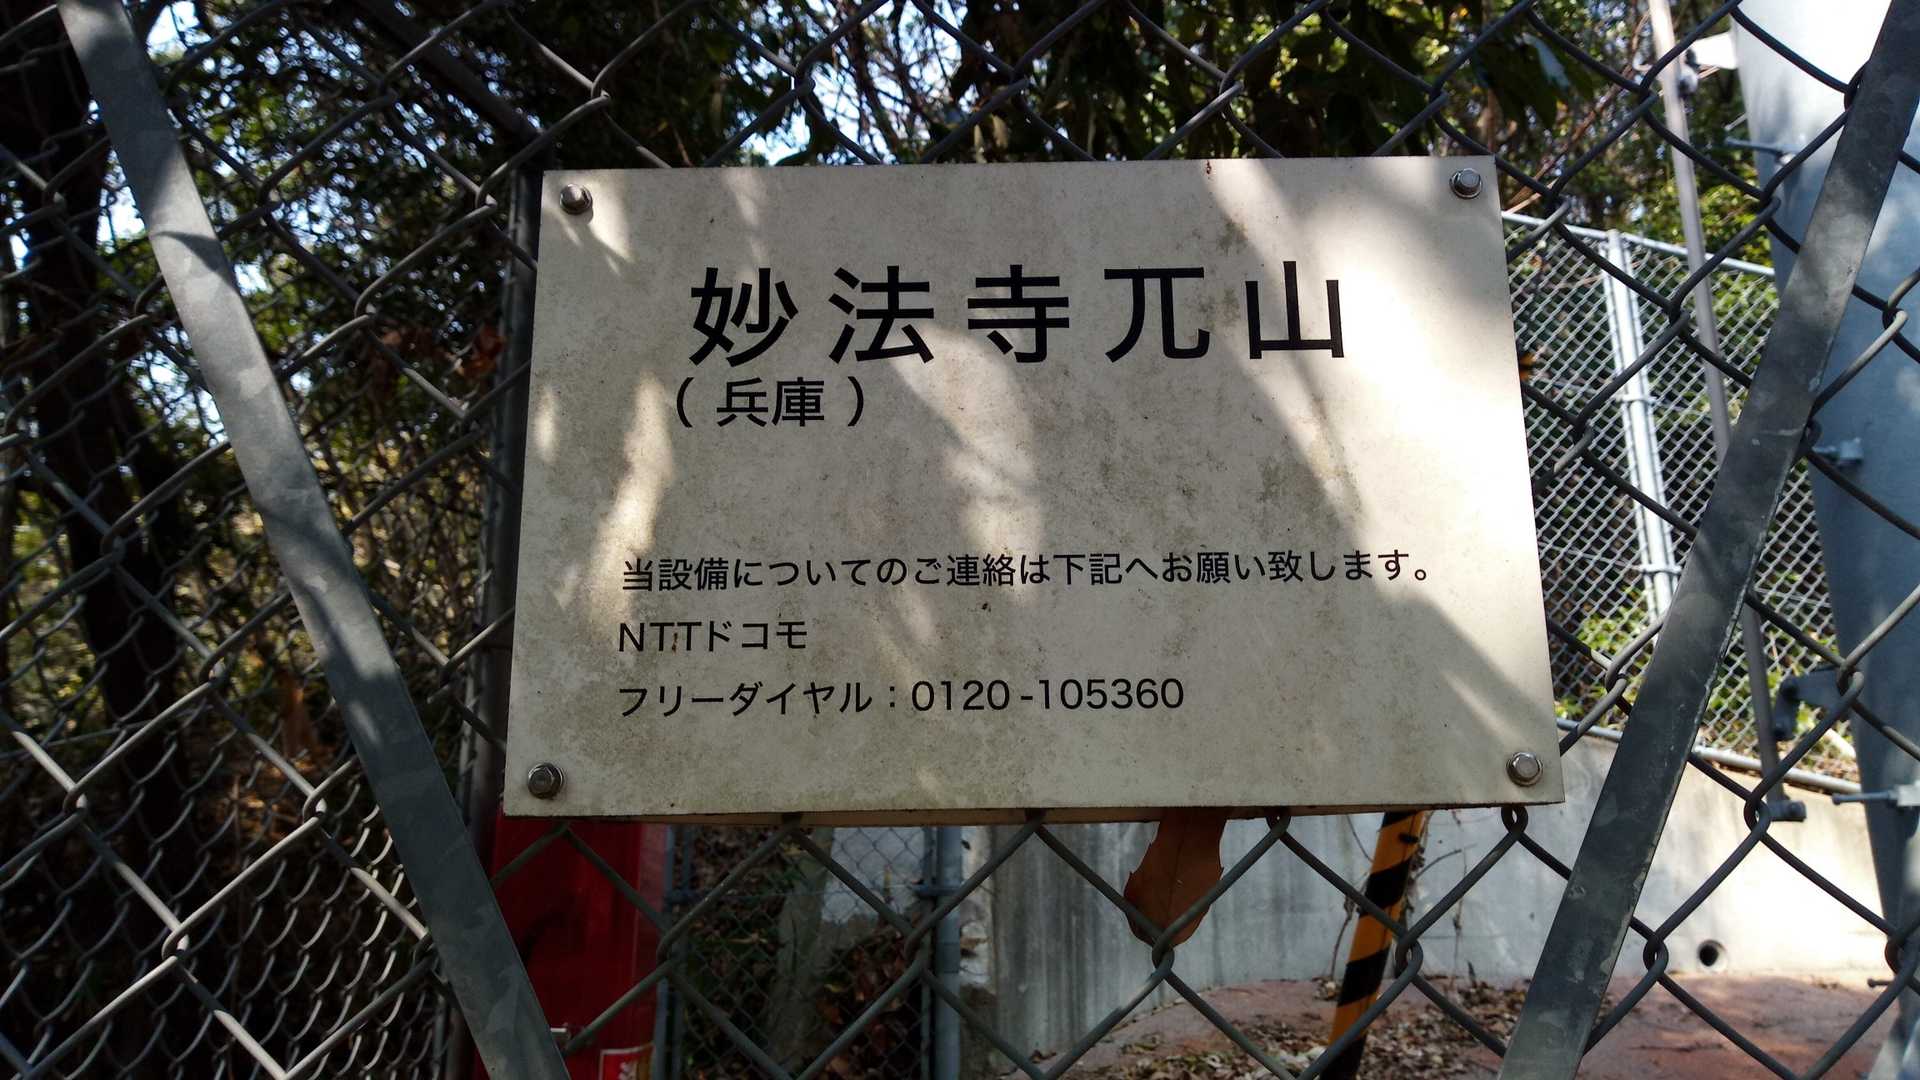 妙法寺兀山
（兵庫）
当設備についてのご連絡は下記へお願い致します。
NTTドコモ
フリーダイヤル：0120-105360